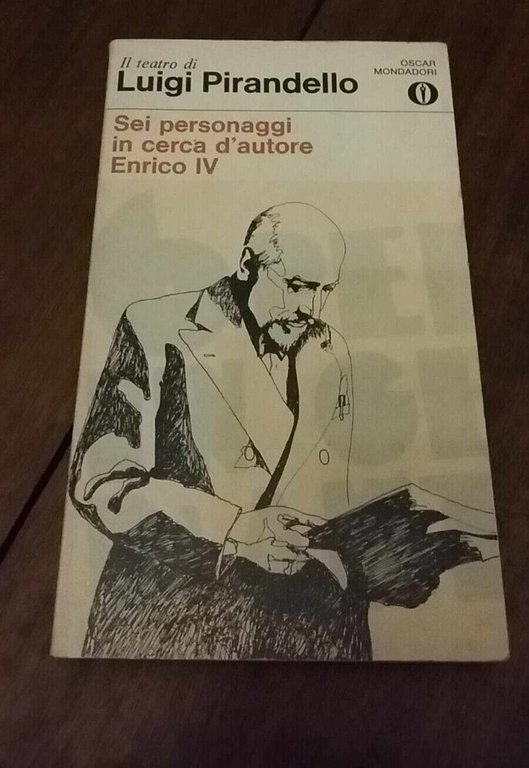 Il teatro di
Luigi Pirandello
OSCAR
MONDADORI
Sei personaggi
in cerca d'autore
Enrico IV